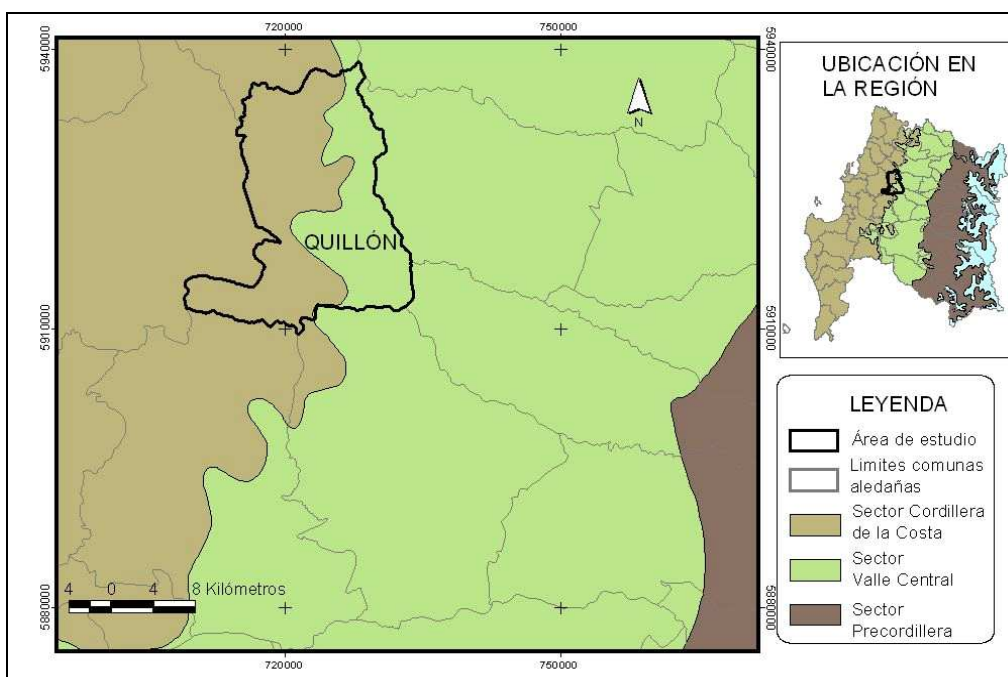 720000
750000
5940000
5940000
UBICACIÓN EN
LA REGIÓN
N
QUILLÓN
5910000
5910000
LEYENDA
Área de estudio
Limites comunas
aledañas
Sector Cordillera
de la Costa
Sector
Valle Central
Sector
Precordillera
4 0 4 8 Kilómetros
5880000
5880000
720000
750000